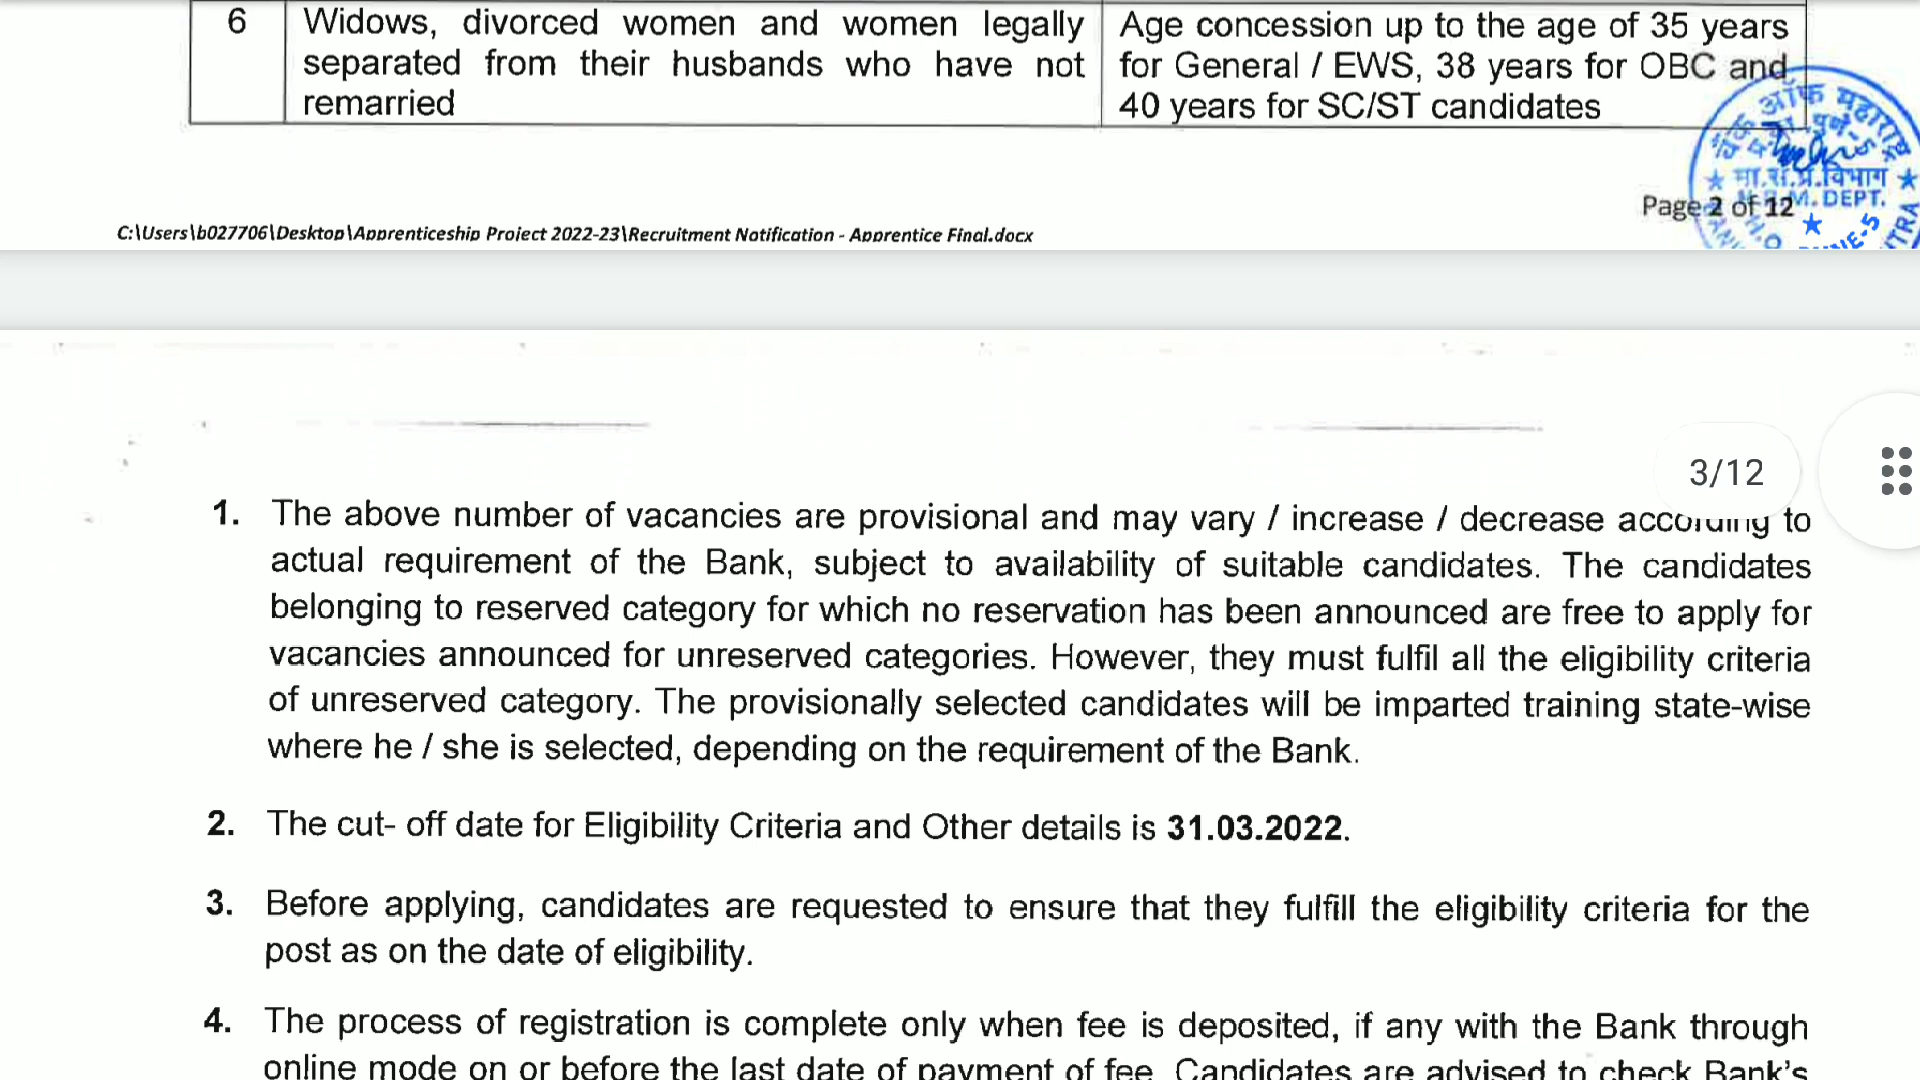 6 Widows, divorced women and women legally separated from their husbands who have not remarried
Age concession up to the age of 35 years for General / EWS, 38 years for OBC and 40 years for SC/ST candidates
बैंक ऑफ महाराष्ट्र
मा.सं.प्र.विभाग
H.R.M. DEPT.
Page 2 of 12
C:\Users\b027706\Desktop\Apprenticeship Project 2022-23\Recruitment Notification - Apprentice Final.docx
3/12
1. The above number of vacancies are provisional and may vary / increase / decrease according to
actual requirement of the Bank, subject to availability of suitable candidates. The candidates
belonging to reserved category for which no reservation has been announced are free to apply for
vacancies announced for unreserved categories. However, they must fulfil all the eligibility criteria
of unreserved category. The provisionally selected candidates will be imparted training state-wise
where he / she is selected, depending on the requirement of the Bank.
2. The cut- off date for Eligibility Criteria and Other details is 31.03.2022.
3. Before applying, candidates are requested to ensure that they fulfill the eligibility criteria for the
post as on the date of eligibility.
4. The process of registration is complete only when fee is deposited, if any with the Bank through
online mode on or before the last date of payment of fee. Candidates are advised to check Bank's